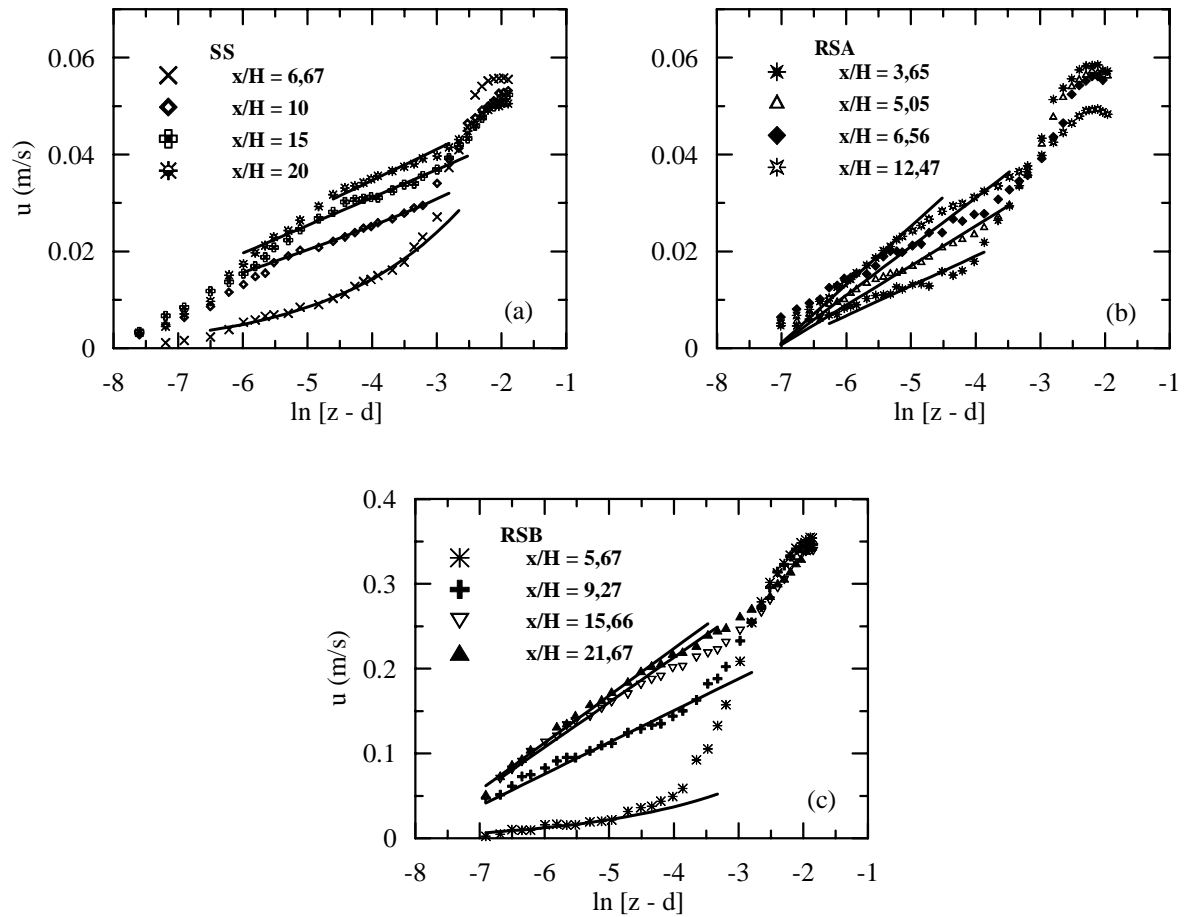 SS
x/H = 6,67
x/H = 10
x/H = 15
x/H = 20
u (m/s)
0.06
0.04
0.02
0
(a)
-8 -7 -6 -5 -4 -3 -2 -1
ln [z - d]
RSA
x/H = 3,65
x/H = 5,05
x/H = 6,56
x/H = 12,47
u (m/s)
0.06
0.04
0.02
0
(b)
-8 -7 -6 -5 -4 -3 -2 -1
ln [z - d]
RSB
x/H = 5,67
x/H = 9,27
x/H = 15,66
x/H = 21,67
u (m/s)
0.4
0.3
0.2
0.1
0
(c)
-8 -7 -6 -5 -4 -3 -2 -1
ln [z - d]